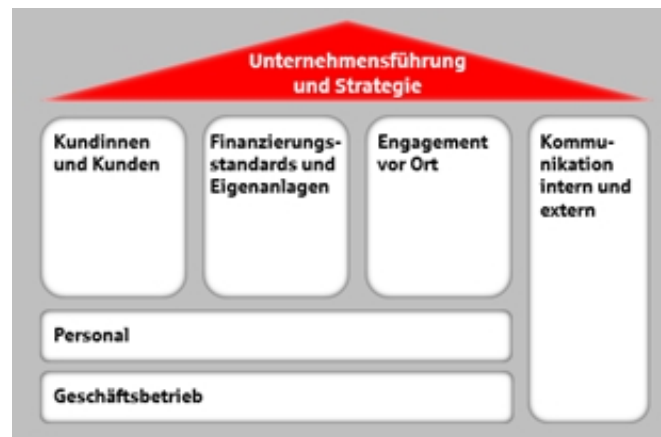 Unternehmensführung
und Strategie
Kundinnen
und Kunden
Finanzierungs-
standards und
Eigenanlagen
Engagement
vor Ort
Kommu-
nikation
intern und
extern
Personal
Geschäftsbetrieb